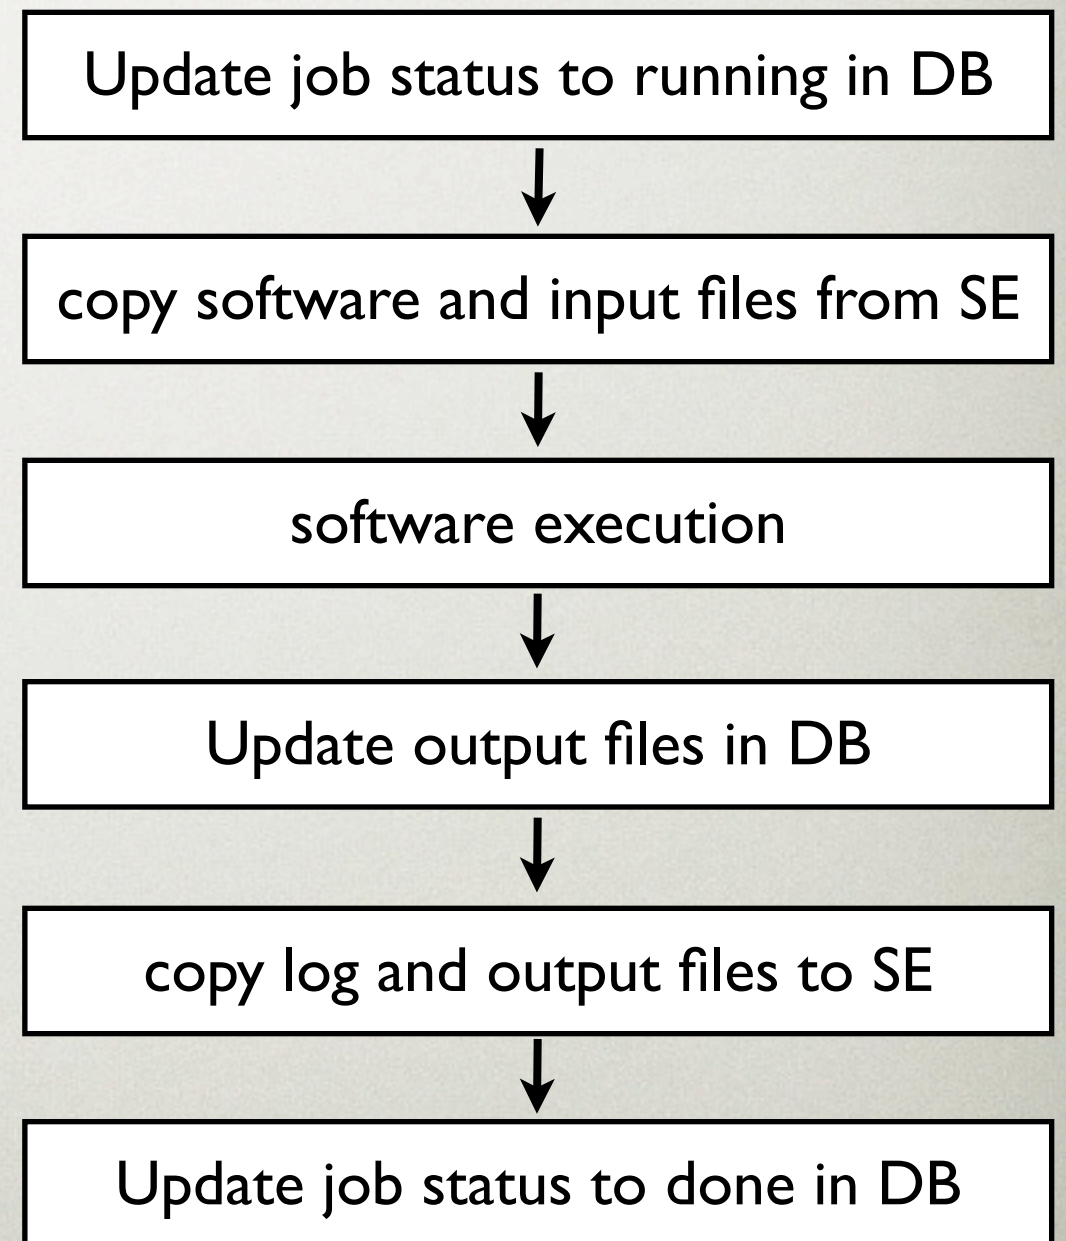 Update job status to running in DB
copy software and input files from SE
software execution
Update output files in DB
copy log and output files to SE
Update job status to done in DB